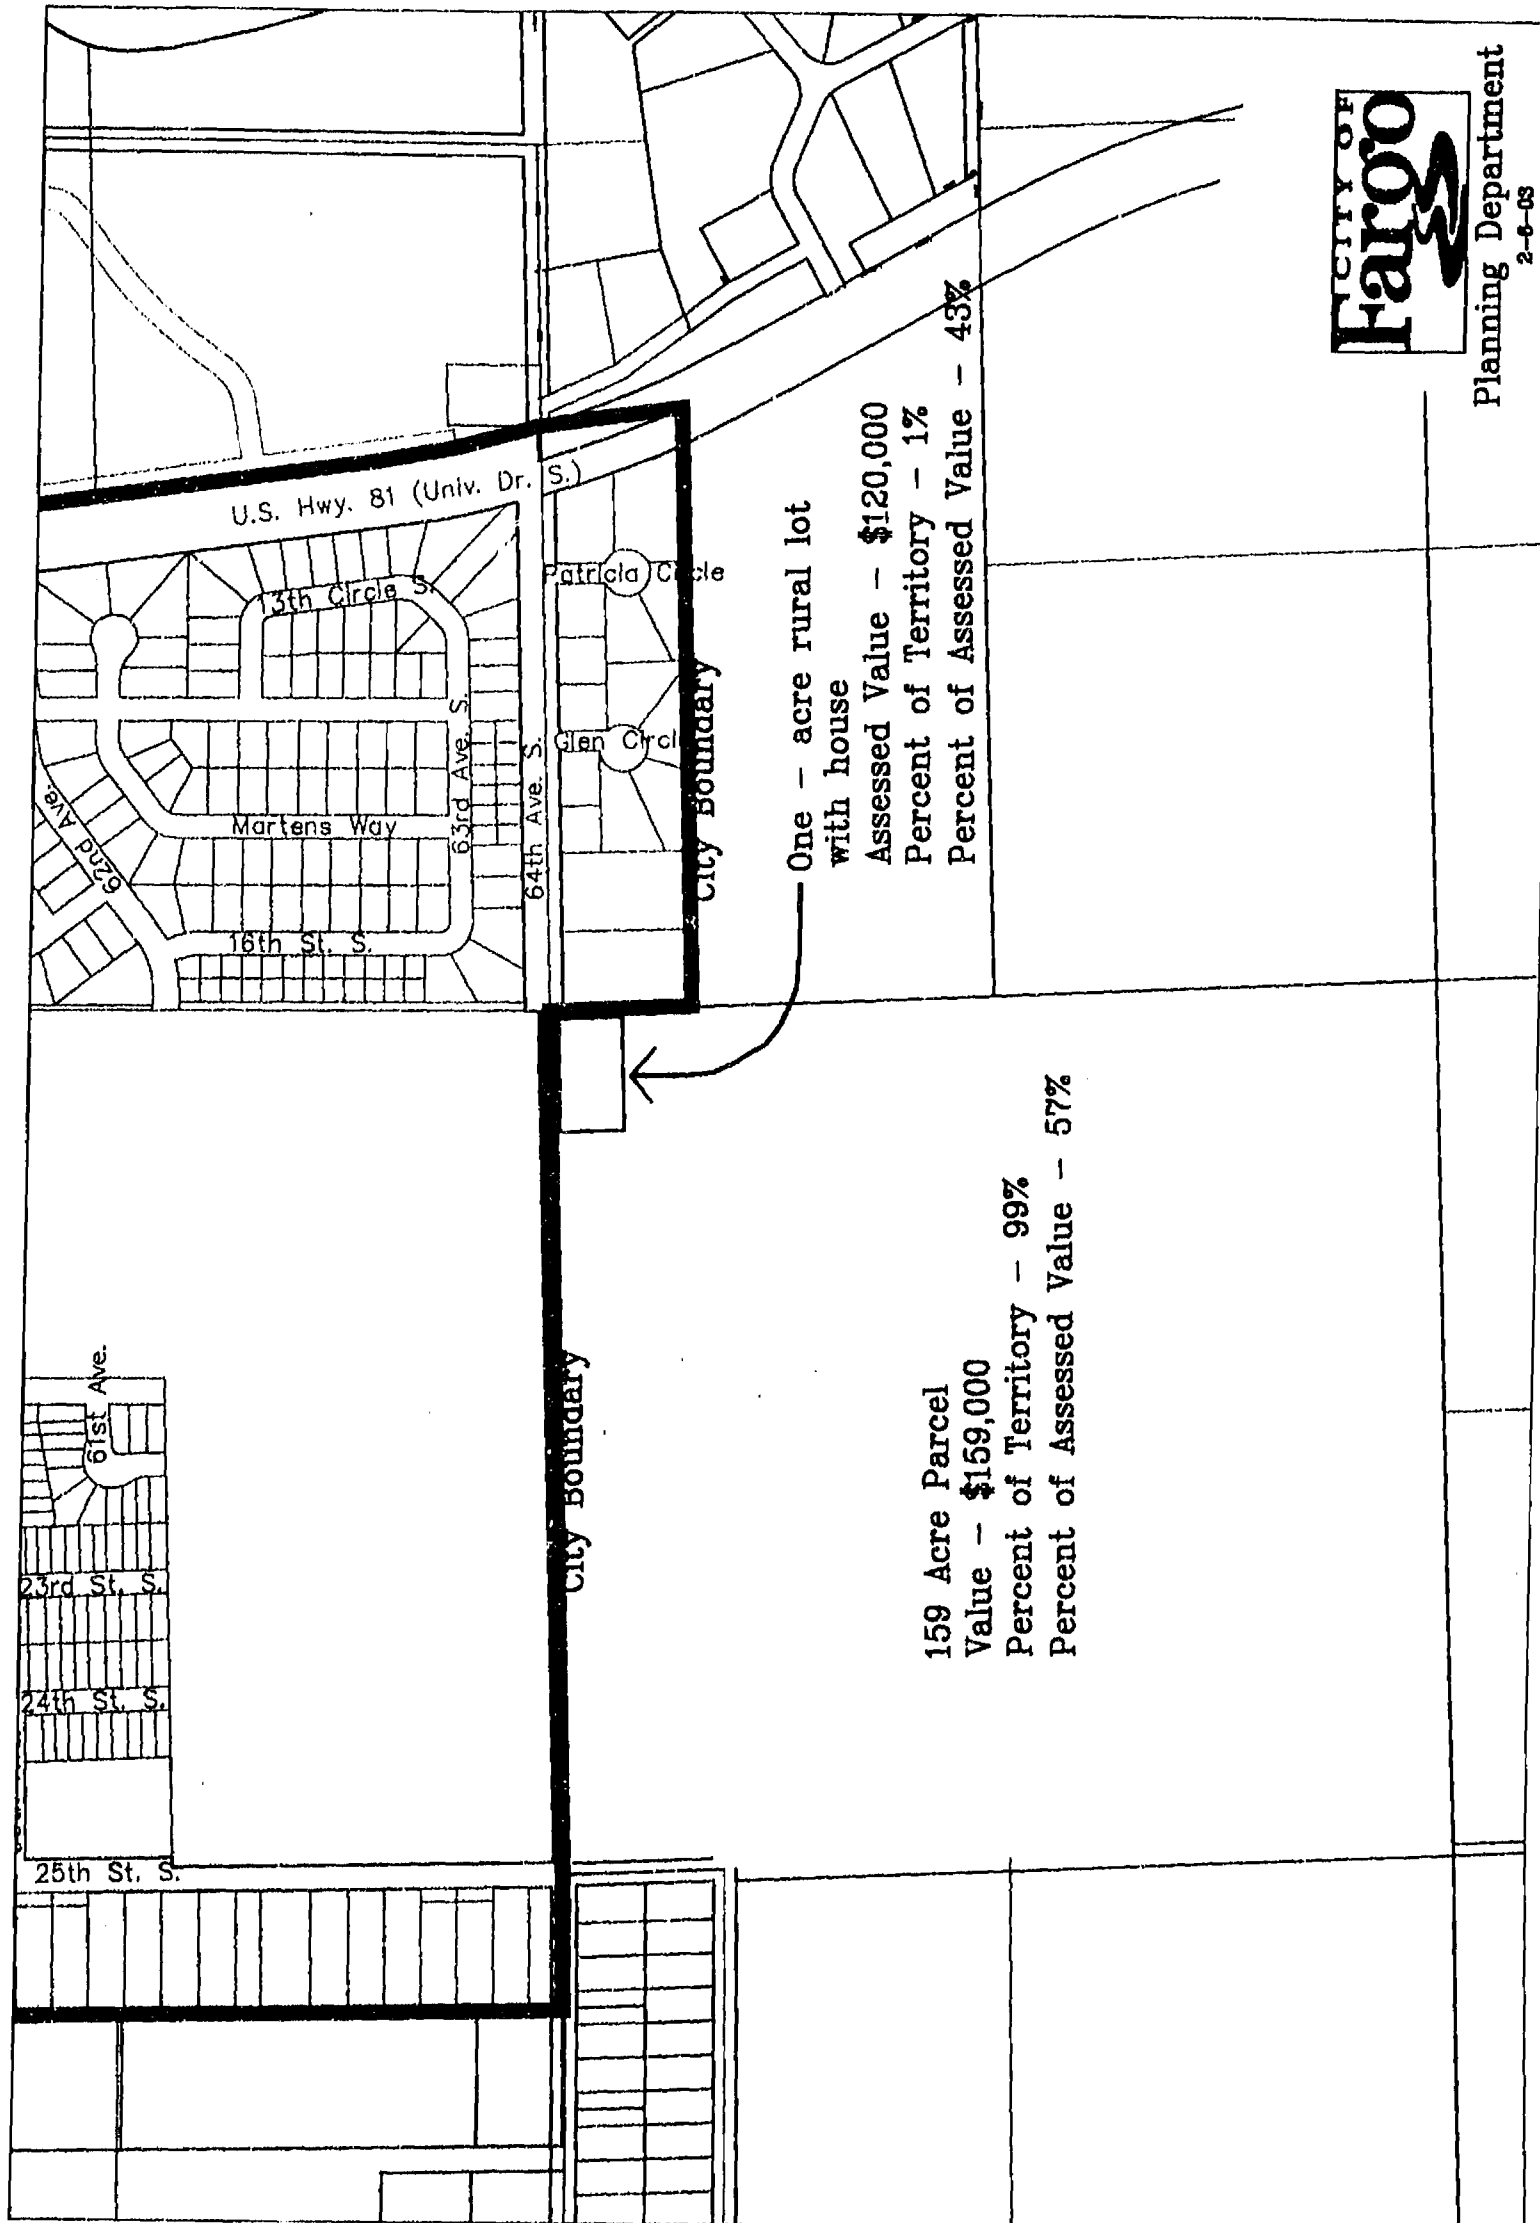 25th St. S.
24th St. S.
23rd St. S.
61st Ave.
62nd Ave.
16th St. S.
Martens Way
63rd Ave. S.
13th Circle S.
U.S. Hwy. 81 (Univ. Dr. S.)
64th Ave. S.
Glen Circl
Patricia Circle
City Boundary
City Boundary
One - acre rural lot
with house
Assessed Value - $120,000
Percent of Territory - 1%
Percent of Assessed Value - 43%
159 Acre Parcel
Value - $159,000
Percent of Territory - 99%
Percent of Assessed Value - 57%
CITY OF
Fargo
Planning Department
2-6-03